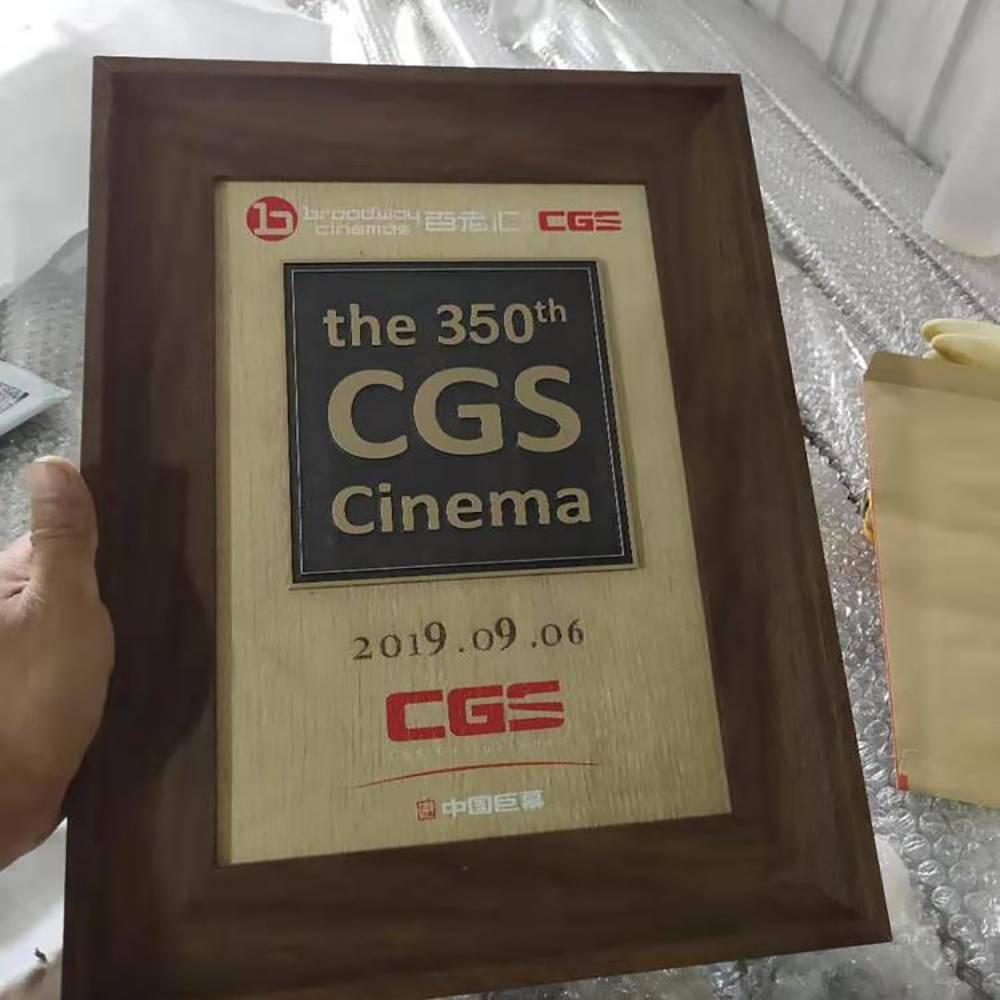 b broadway cinemas 百老汇 CGS
the 350th
CGS
Cinema
2019.09.06
CGS
中国巨幕